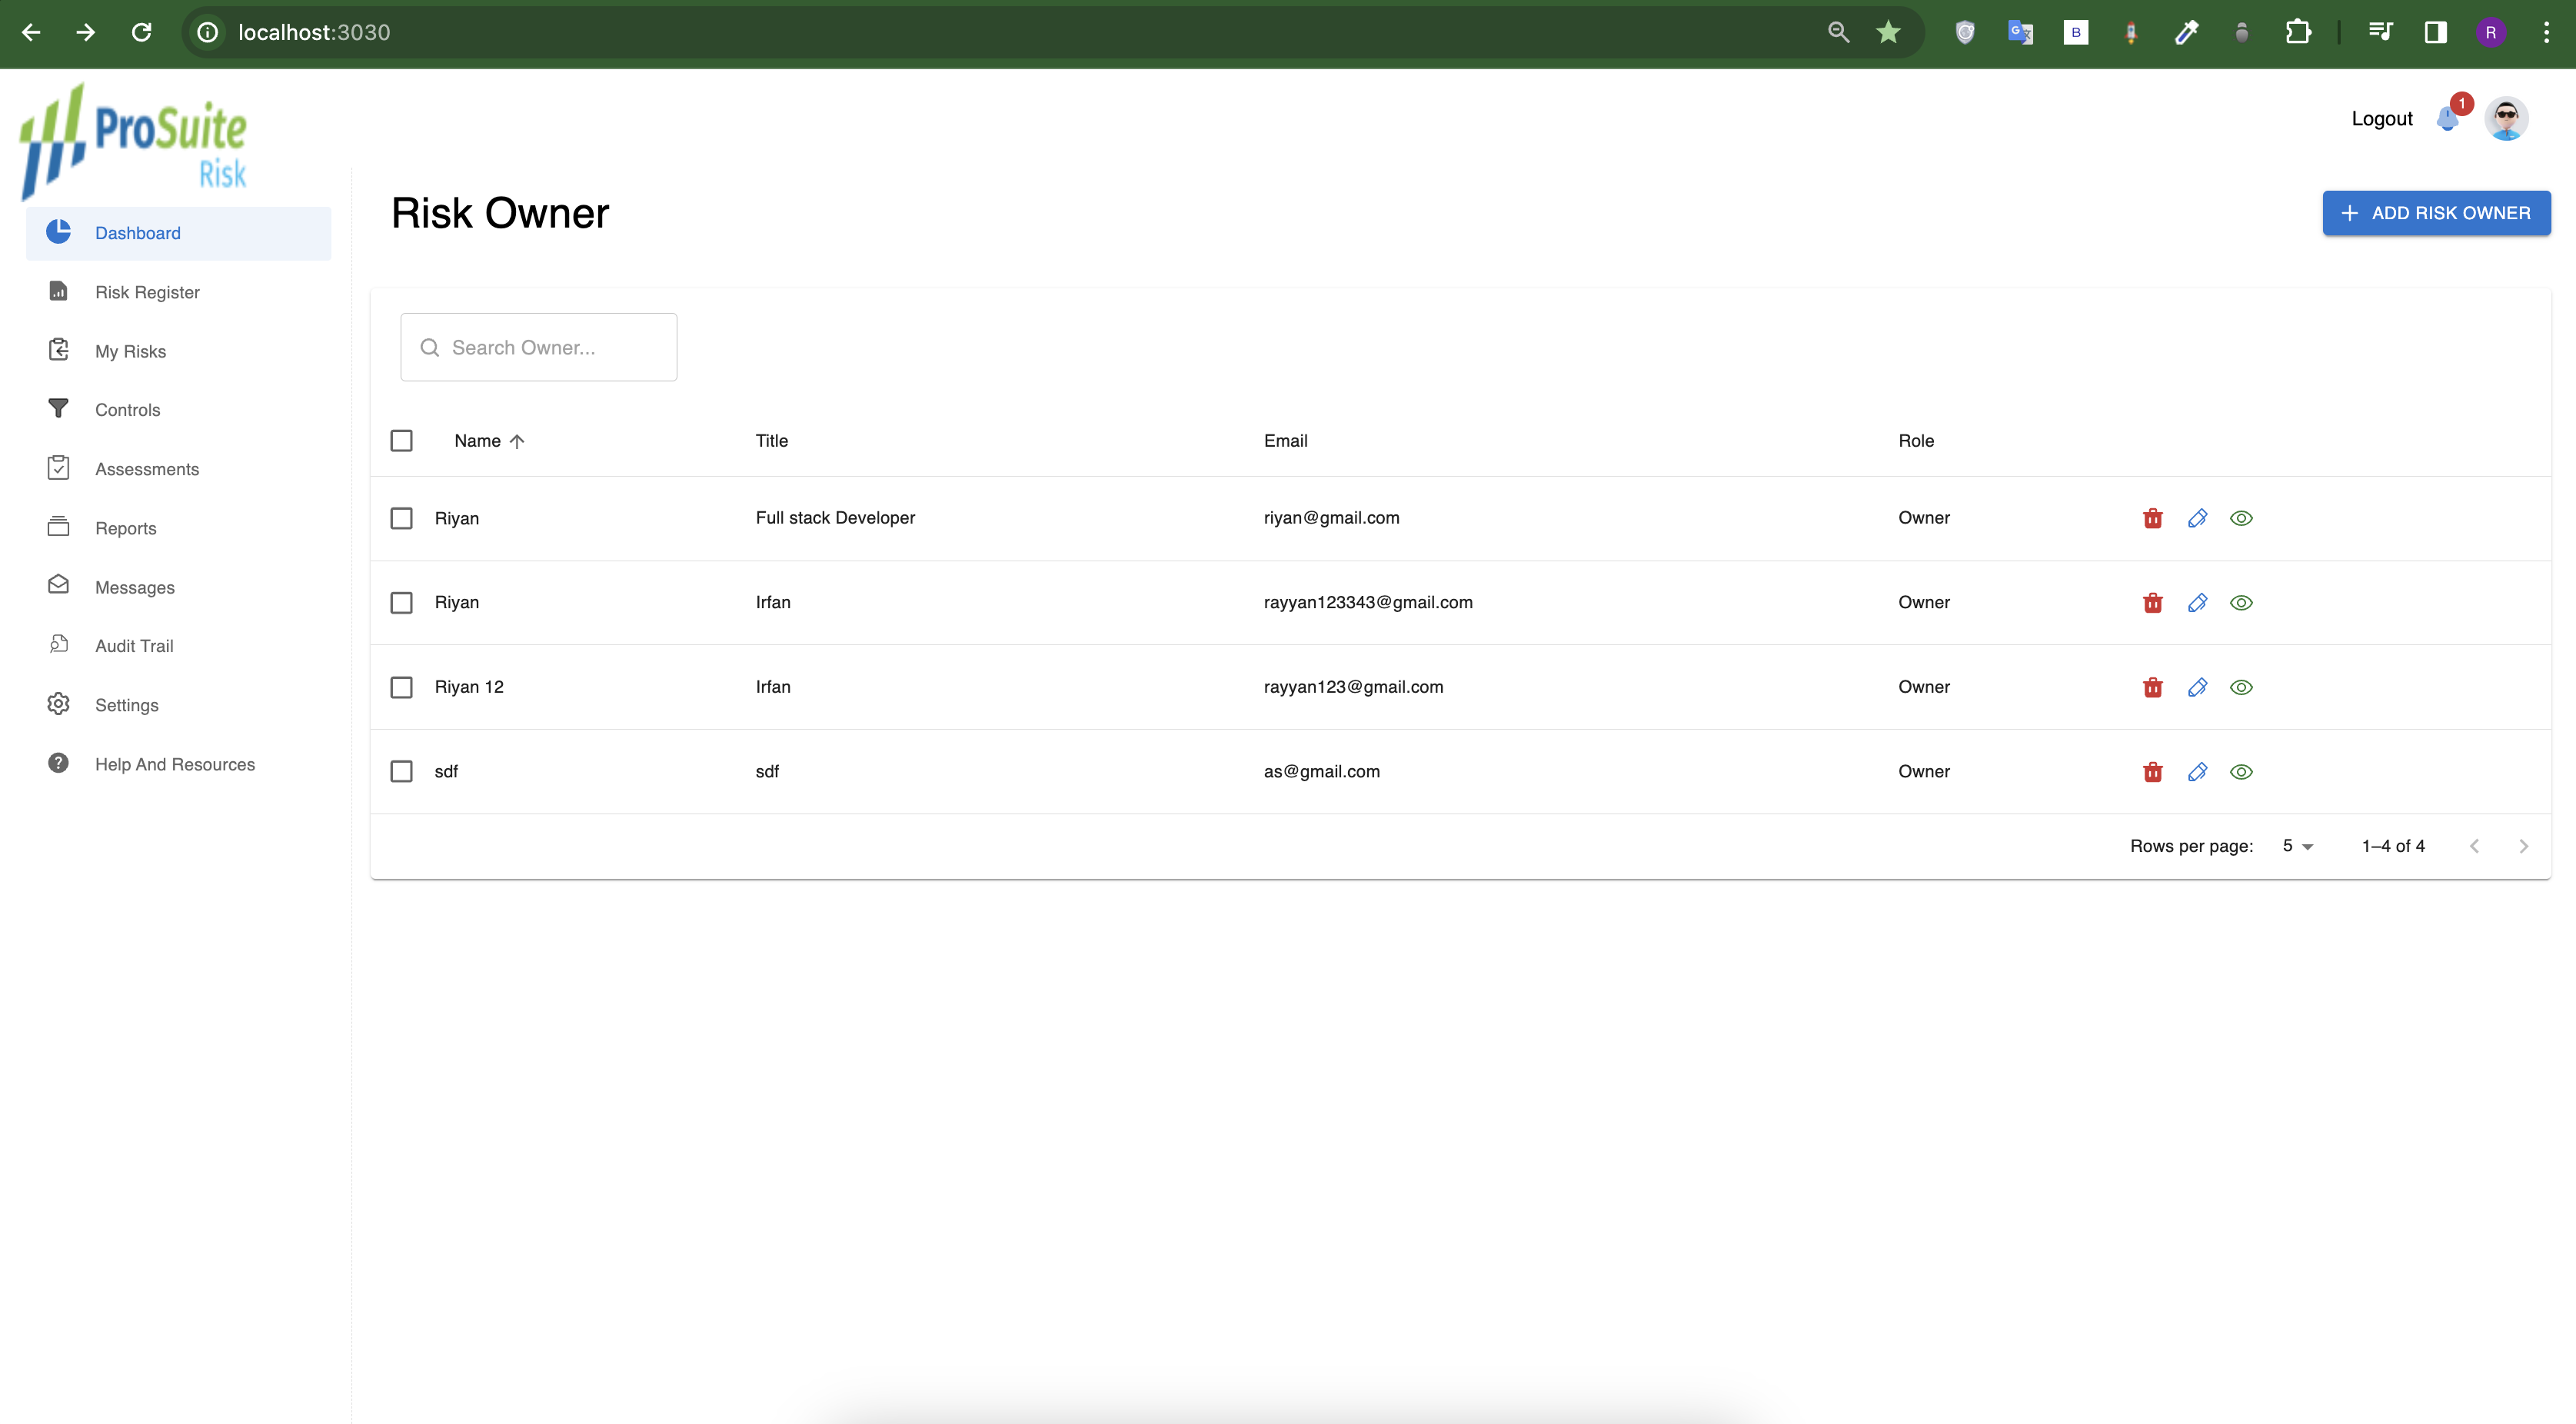 localhost:3030
B
R
ProSuite
Risk
Logout
1
Risk Owner
ADD RISK OWNER
Dashboard
Risk Register
My Risks
Controls
Assessments
Reports
Messages
Audit Trail
Settings
Help And Resources
Search Owner...
Name Title Email Role
Riyan Full stack Developer riyan@gmail.com Owner
Riyan Irfan rayyan123343@gmail.com Owner
Riyan 12 Irfan rayyan123@gmail.com Owner
sdf sdf as@gmail.com Owner
Rows per page: 5 1–4 of 4